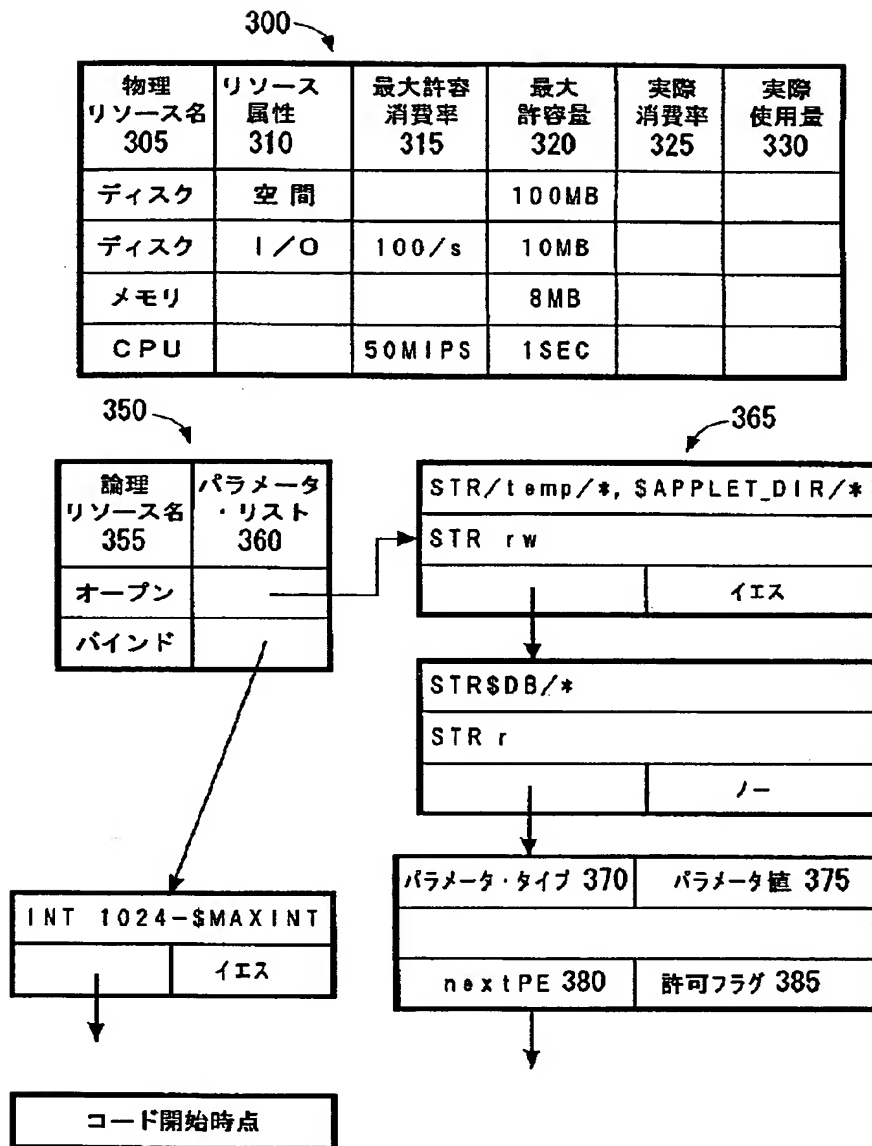 300
物理 リソース 最大許容 最大 実際 実際
リソース名 属性 消費率 許容量 消費率 使用量
305 310 315 320 325 330
ディスク 空間 100MB
ディスク I/O 100/s 10MB
メモリ 8MB
CPU 50MIPS 1SEC
350
論理 パラメータ
リソース名 ・リスト
355 360
オープン
バインド
365
STR/temp/*, $APPLET_DIR/*
STR rw
イエス
STR$DB/*
STR r
ノー
パラメータ・タイプ 370 パラメータ値 375
nextPE 380 許可フラグ 385
INT 1024-$MAXINT
イエス
コード開始時点